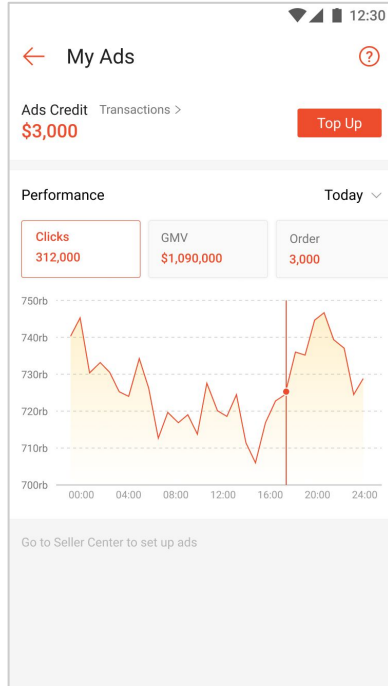 12:30
My Ads
?
Ads Credit Transactions >
$3,000
Top Up
Performance
Today
Clicks
312,000
GMV
$1,090,000
Order
3,000
750rb
740rb
730rb
720rb
710rb
700rb
00:00 04:00 08:00 12:00 16:00 20:00 24:00
Go to Seller Center to set up ads